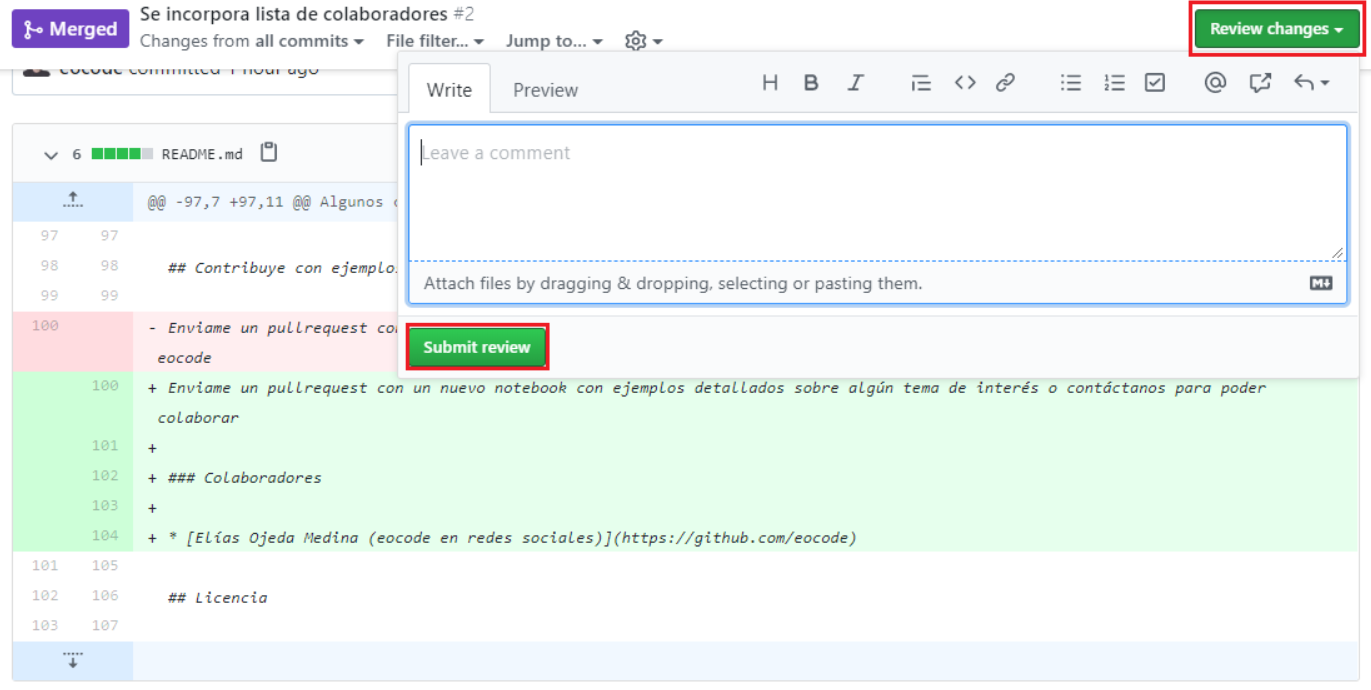 Merged
Se incorpora lista de colaboradores #2
Changes from all commits File filter... Jump to...
Review changes
eocode committed 1 hour ago
Write Preview
H B I
Leave a comment
Attach files by dragging & dropping, selecting or pasting them.
Submit review
6 README.md
@@ -97,7 +97,11 @@ Algunos
97 97
98 98 ## Contribuye con ejemplos
99 99
100 - Enviame un pullrequest con
eocode
100 + Enviame un pullrequest con un nuevo notebook con ejemplos detallados sobre algún tema de interés o contáctanos para poder
colaborar
101 +
102 + ### Colaboradores
103 +
104 + * [Elías Ojeda Medina (eocode en redes sociales)](https://github.com/eocode)
101 105
102 106 ## Licencia
103 107